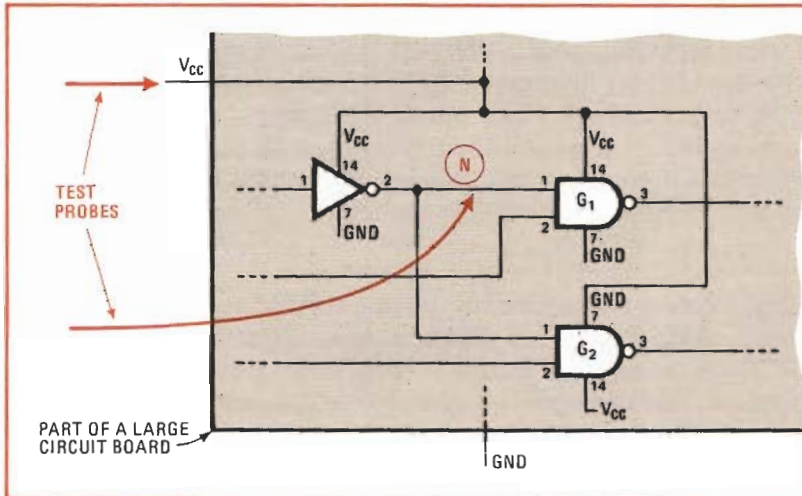 VCC
TEST
PROBES
VCC
VCC
N
14
14
1
2
1
G1
3
2
7
7
GND
GND
GND
7
1
G2
3
2
14
VCC
PART OF A LARGE
CIRCUIT BOARD
GND